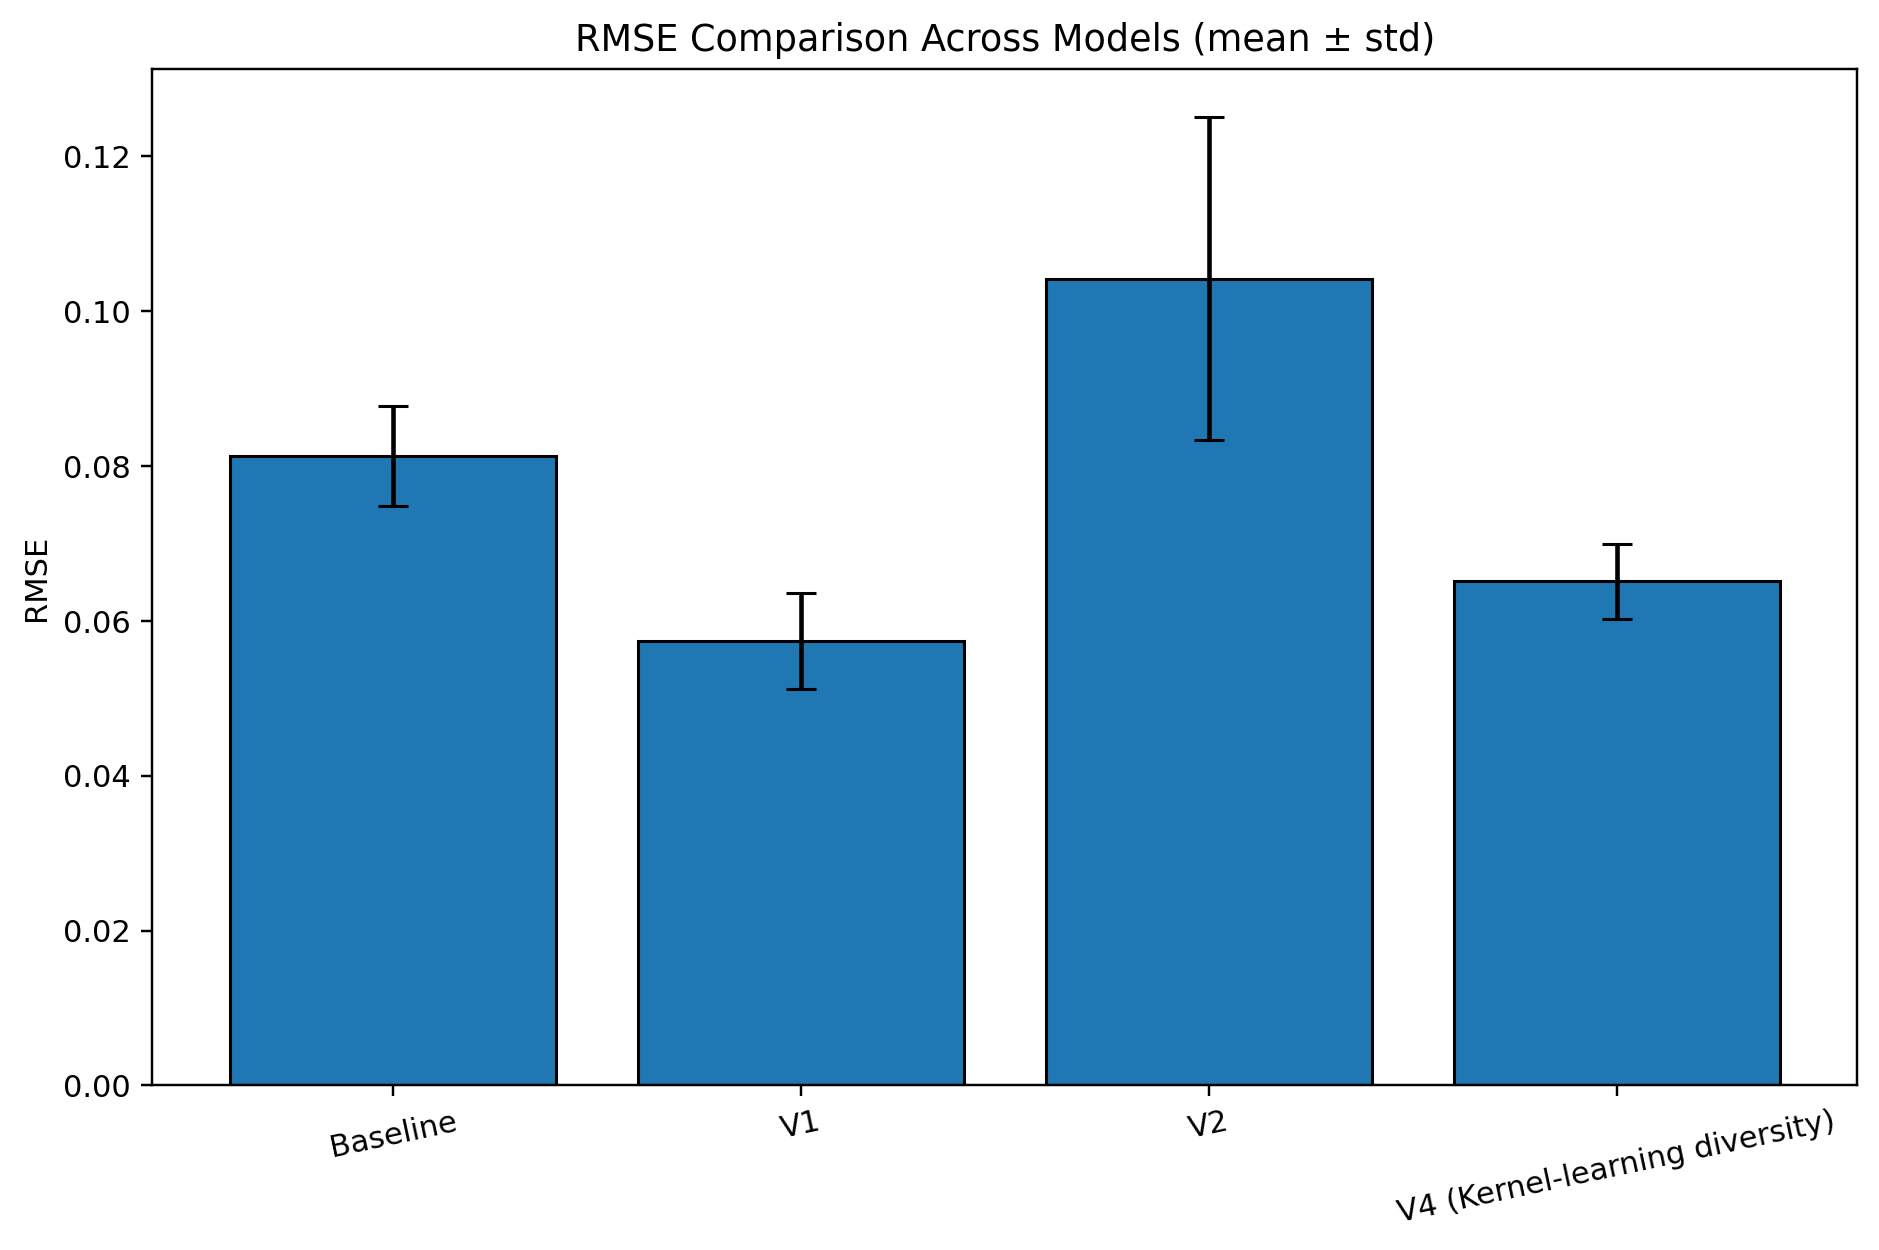 RMSE Comparison Across Models (mean ± std)
0.12
0.10
0.08
0.06
0.04
0.02
0.00
RMSE
Baseline
V1
V2
V4 (Kernel-learning diversity)